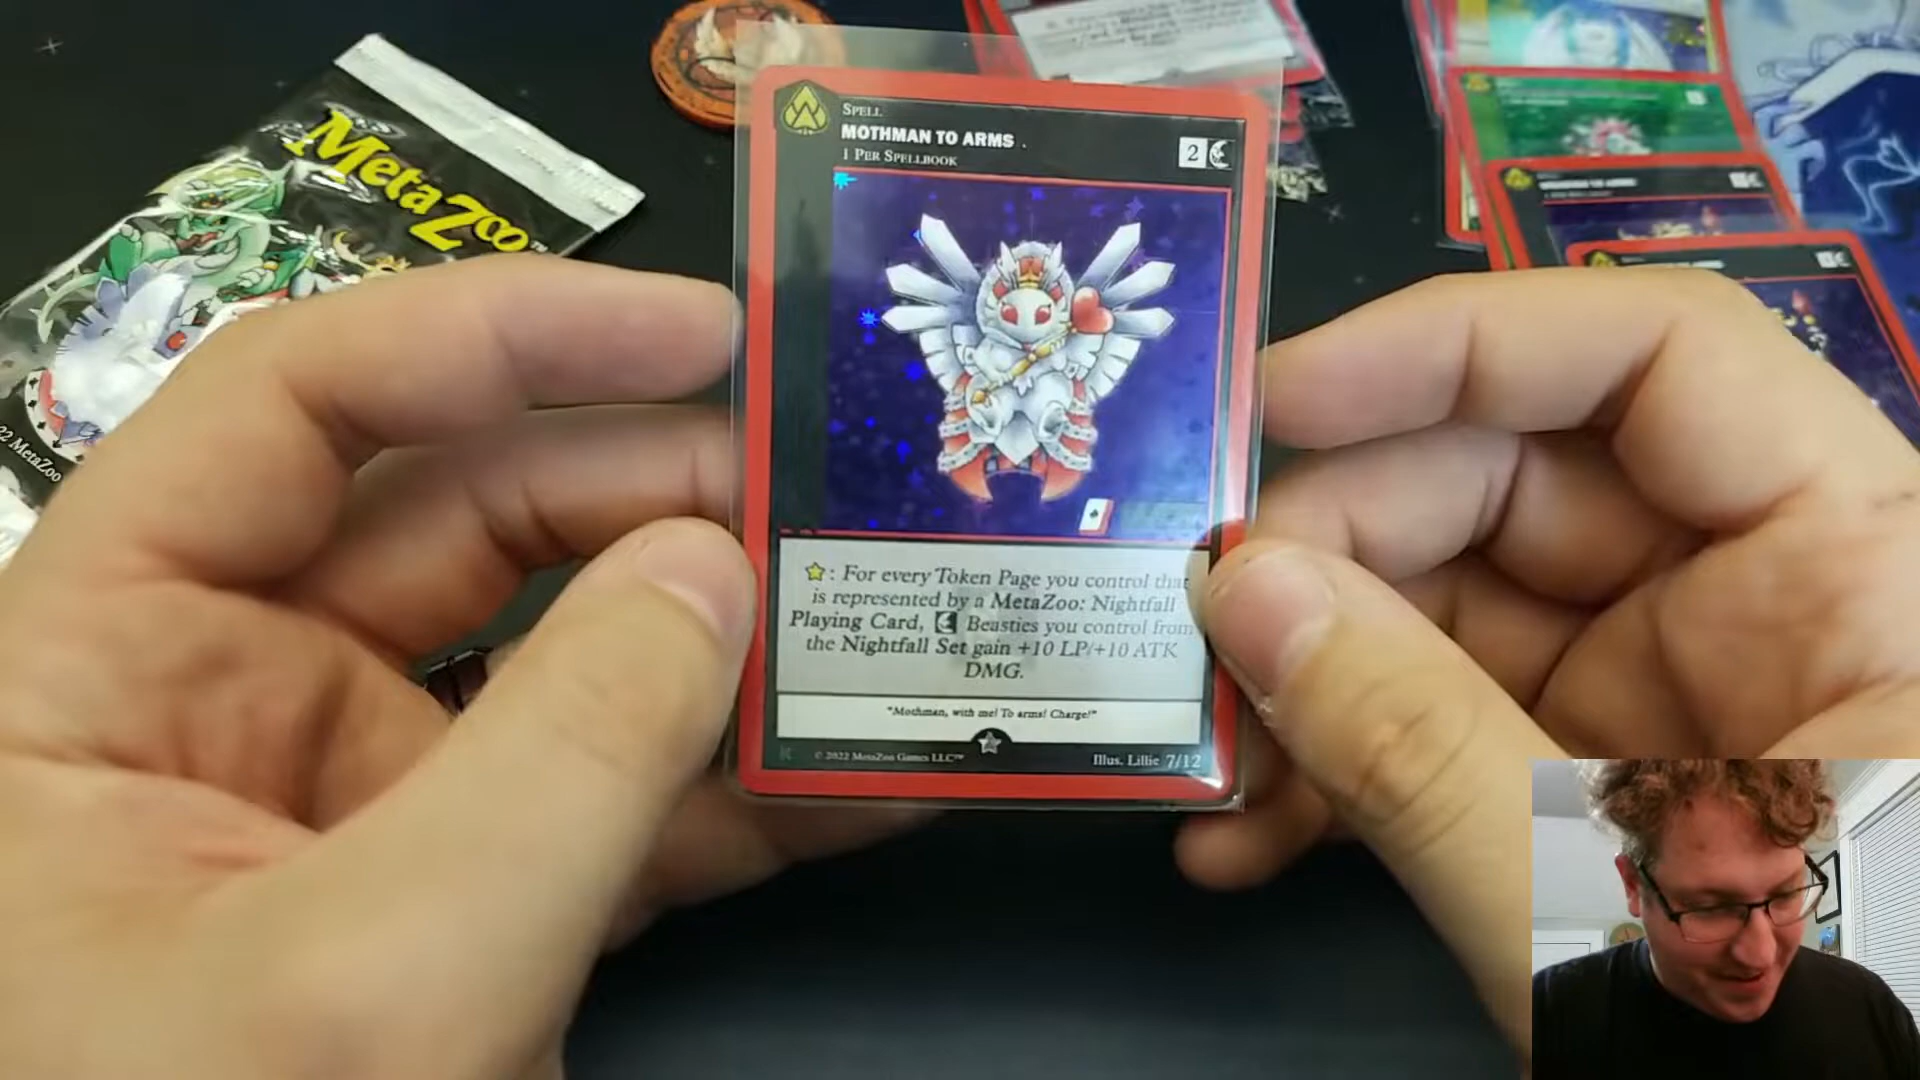 MetaZoo™
22 MetaZoo
SPELL
MOTHMAN TO ARMS
1 PER SPELLBOOK
2
: For every Token Page you control that
is represented by a MetaZoo: Nightfall
Playing Card, Beasties you control from
the Nightfall Set gain +10 LP/+10 ATK
DMG.
"Mothman, with me! To arms! Charge!"
© 2022 MetaZoo Games LLC™
Illus. Lillie 7/12